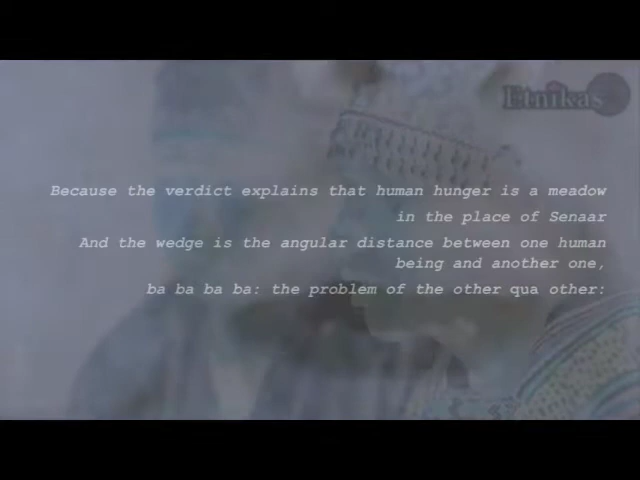 Etnikas
Because the verdict explains that human hunger is a meadow
in the place of Senaar
And the wedge is the angular distance between one human
being and another one,
ba ba ba ba: the problem of the other qua other: